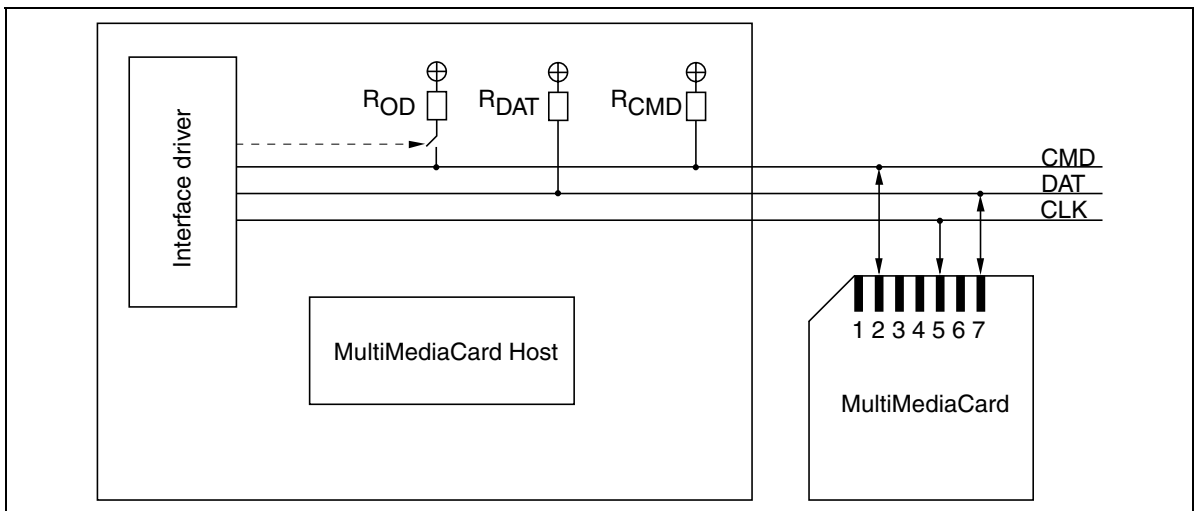 Interface driver
ROD
RDAT
RCMD
CMD
DAT
CLK
MultiMediaCard Host
1 2 3 4 5 6 7
MultiMediaCard